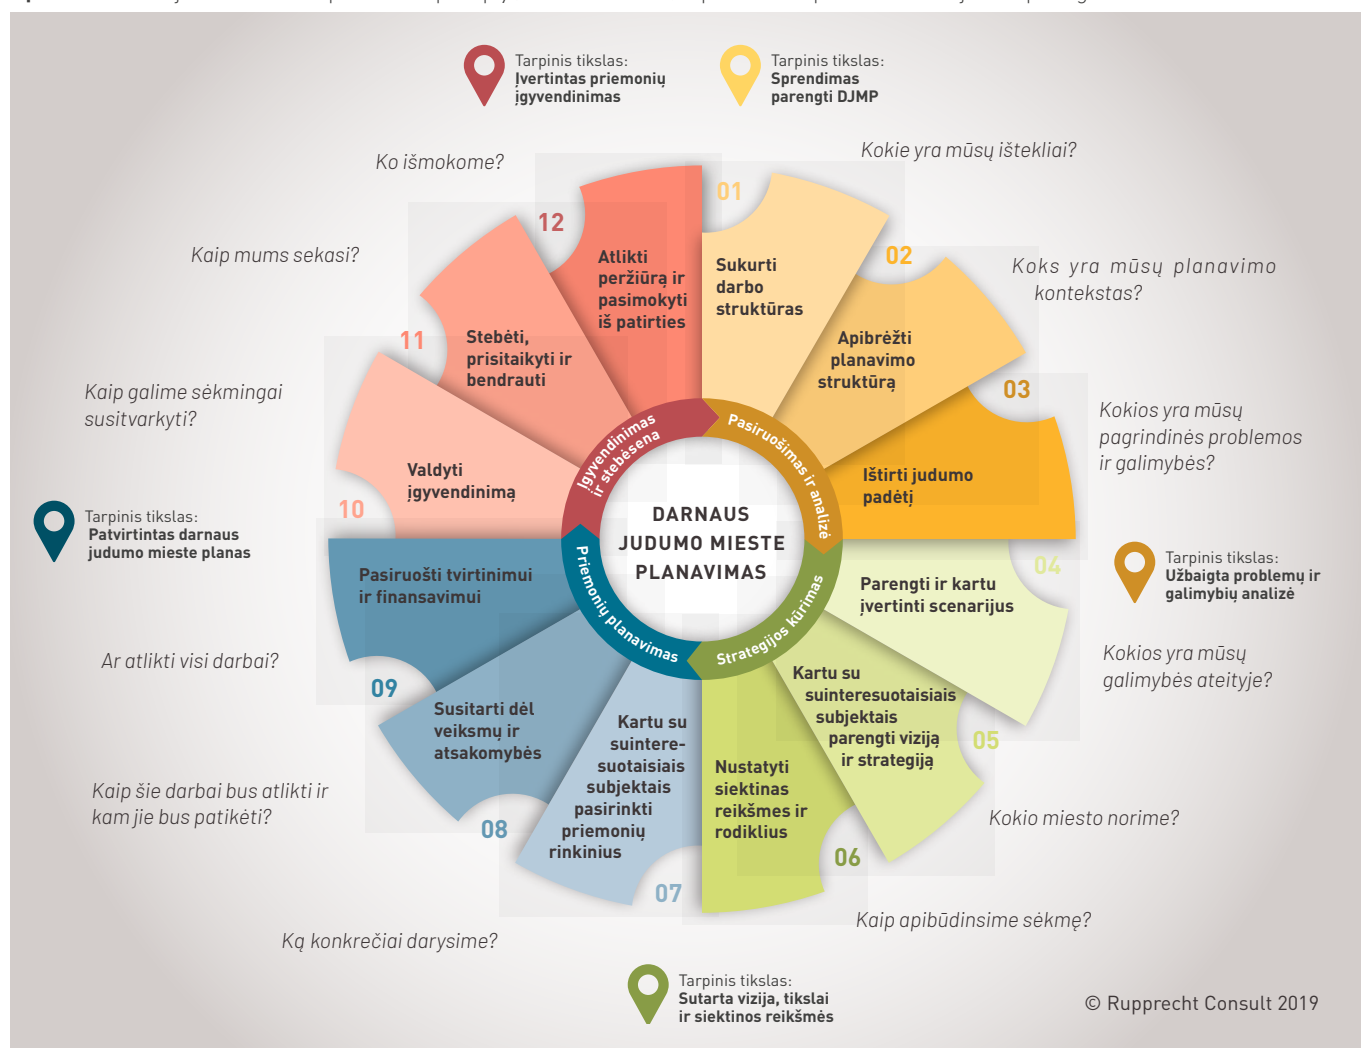 Tarpinis tikslas:
Įvertintas priemonių
įgyvendinimas
Tarpinis tikslas:
Sprendimas
parengti DJMP
Ko išmokome?
Kokie yra mūsų ištekliai?
Kaip mums sekasi?
Koks yra mūsų planavimo
kontekstas?
Kaip galime sėkmingai
susitvarkyti?
Kokios yra mūsų
pagrindinės problemos
ir galimybės?
01
Sukurti
darbo
struktūras
02
Apibrėžti
planavimo
struktūrą
03
Ištirti judumo
padėtį
04
Parengti ir kartu
įvertinti scenarijus
05
Kartu su
suinteresuotaisiais
subjektais
parengti viziją
ir strategiją
06
Nustatyti
siektinas
reikšmes ir
rodiklius
07
Kartu su
suintere-
suotaisiais
subjektais
pasirinkti
priemonių
rinkinius
08
Susitarti dėl
veiksmų ir
atsakomybės
09
Pasiruošti tvirtinimui
ir finansavimui
10
Valdyti
įgyvendinimą
11
Stebėti,
prisitaikyti ir
bendrauti
12
Atlikti
peržiūrą ir
pasimokyti
iš patirties
Pasiruošimas ir analizė
Strategijos kūrimas
Priemonių planavimas
Įgyvendinimas
ir stebėsena
DARNAUS
JUDUMO MIESTE
PLANAVIMAS
Tarpinis tikslas:
Patvirtintas darnaus
judumo mieste planas
Tarpinis tikslas:
Užbaigta problemų ir
galimybių analizė
Ar atlikti visi darbai?
Kokios yra mūsų
galimybės ateityje?
Kaip šie darbai bus atlikti ir
kam jie bus patikėti?
Kokio miesto norime?
Ką konkrečiai darysime?
Kaip apibūdinsime sėkmę?
Tarpinis tikslas:
Sutarta vizija, tikslai
ir siektinos reikšmės
© Rupprecht Consult 2019